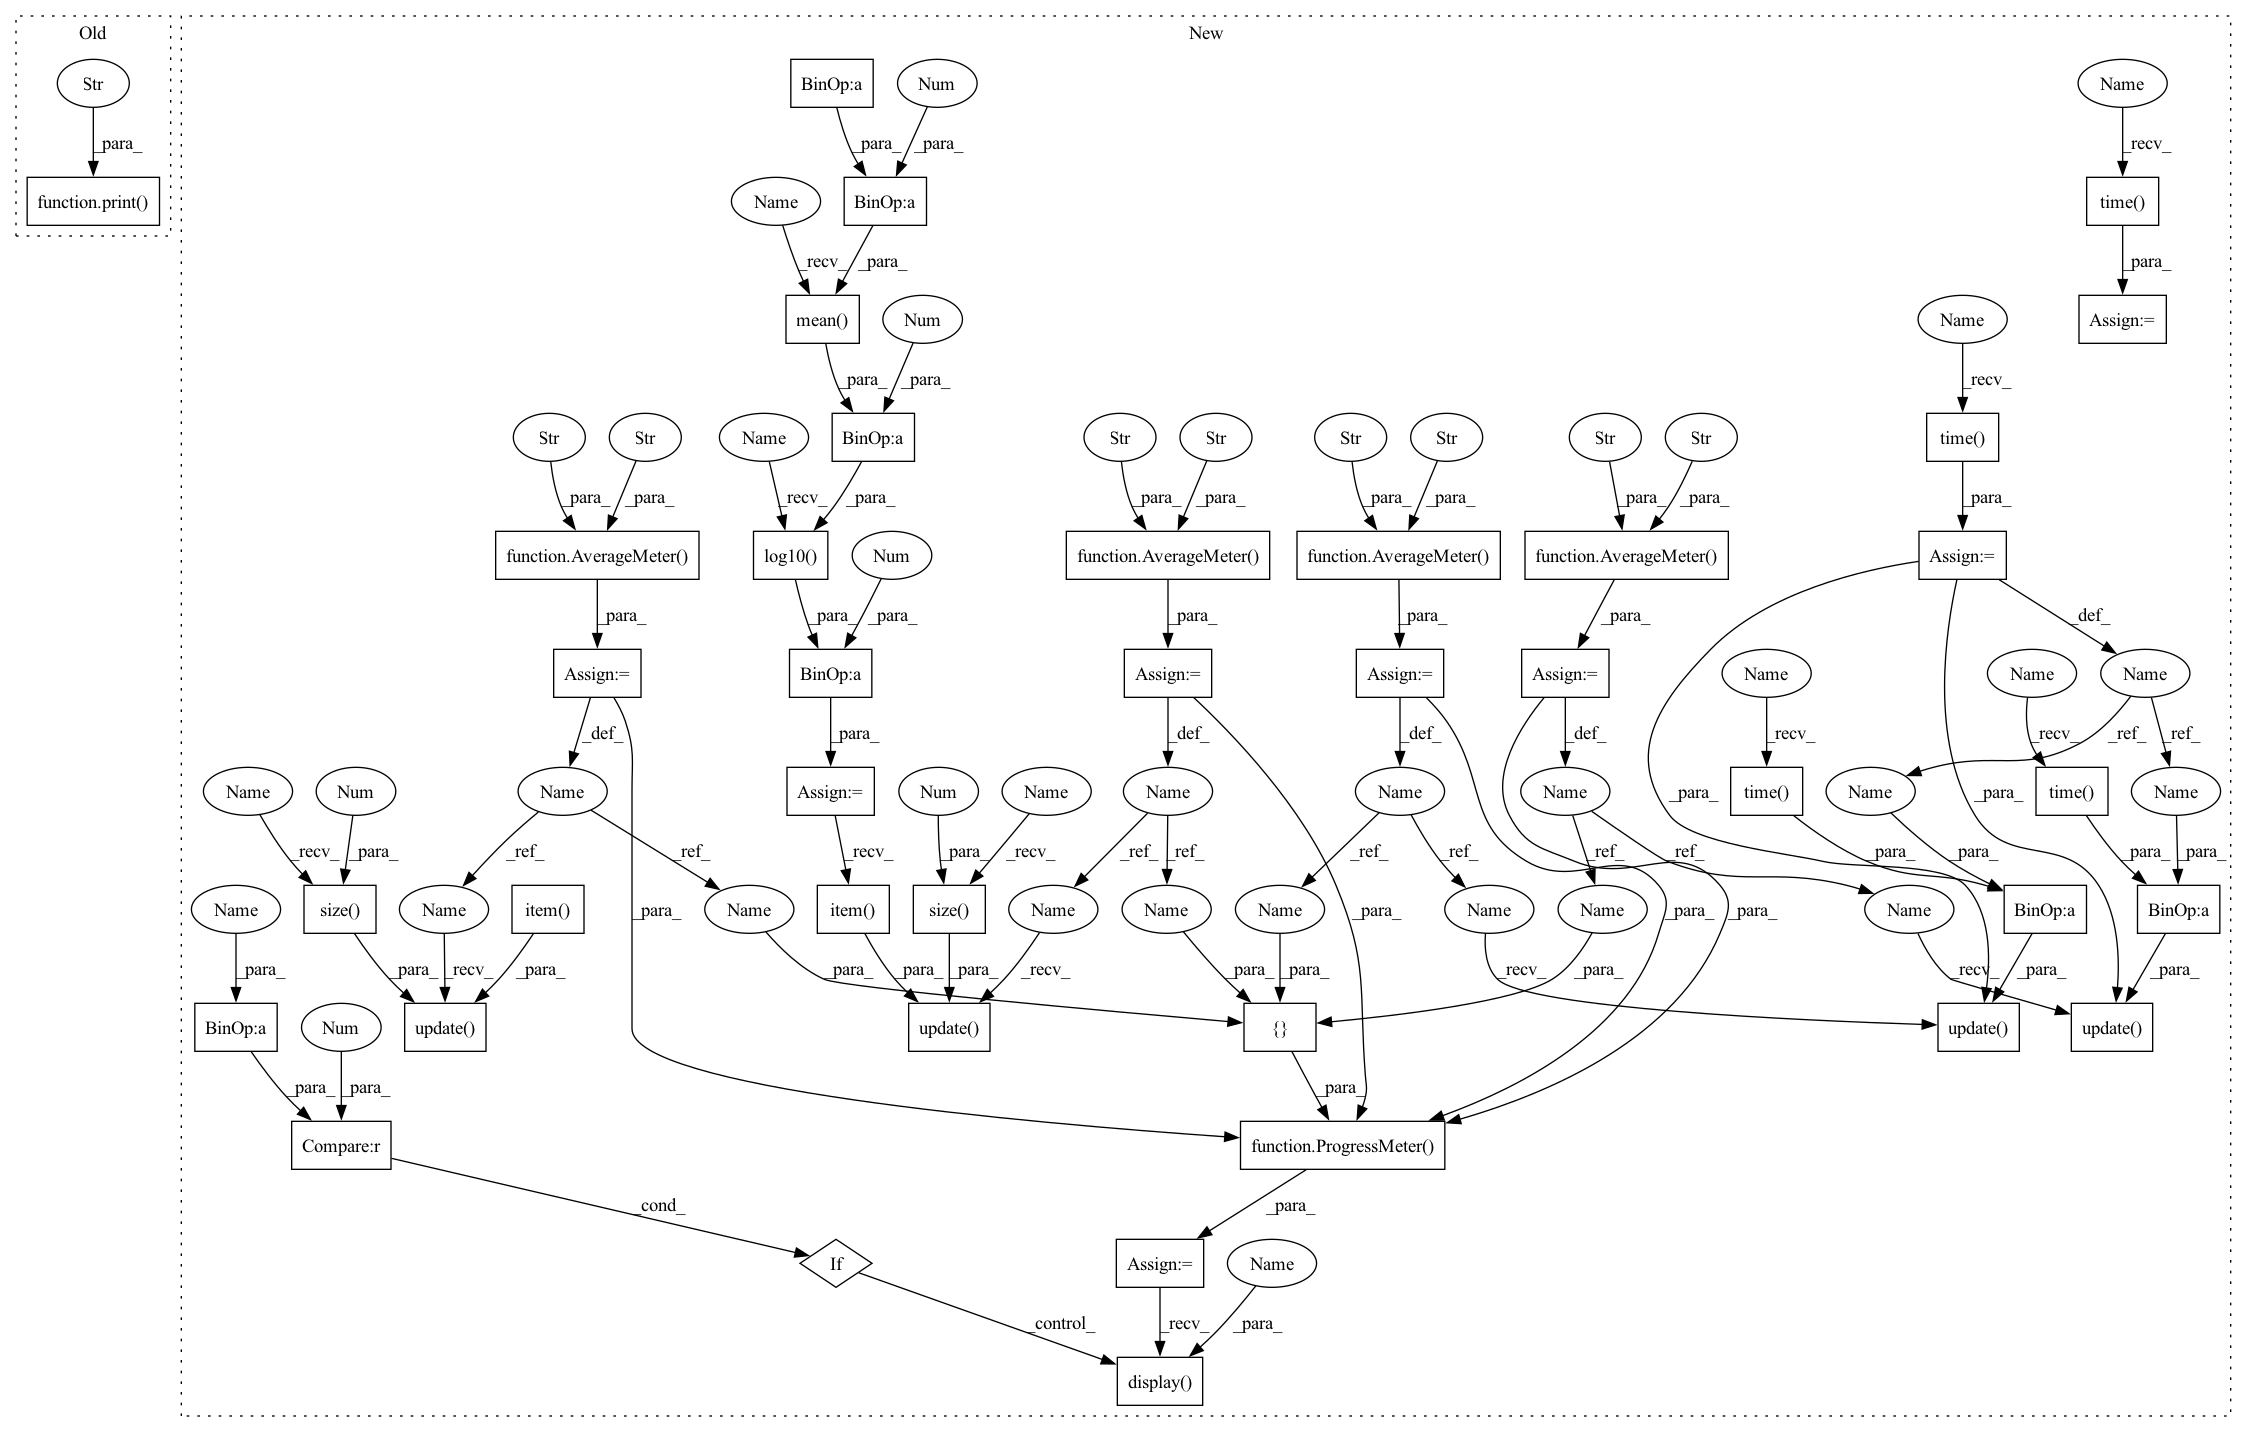 Old
New
Str
BinOp:a
Num
Name
_para_
_para_
_para_
_recv_
function.print()
Name
BinOp:a
time()
_recv_
_para_
_para_
mean()
Num
Name
Assign:=
_para_
_para_
_recv_
Str
Str
Name
BinOp:a
Str
Str
Str
Str
Str
Str
time()
_para_
_para_
_recv_
_para_
_para_
_para_
_para_
_para_
_para_
_para_
_para_
function.AverageMeter()
log10()
Num
function.AverageMeter()
function.AverageMeter()
function.AverageMeter()
Assign:=
_para_
_para_
_para_
_para_
_para_
_para_
_def_
Assign:=
BinOp:a
Assign:=
Assign:=
Assign:=
Name
Name
Name
_def_
_para_
_def_
_def_
_def_
_recv_
_recv_
_ref_
_ref_
Name
Num
Name
Assign:=
Num
Name
Name
Name
Name
time()
Name
time()
Name
_recv_
_para_
_ref_
_ref_
_recv_
_para_
_recv_
_ref_
_ref_
_ref_
_ref_
_ref_
_ref_
_para_
_para_
_para_
_para_
_para_
_para_
Name
size()
Name
item()
Name
item()
size()
Name
Name
Name
Name
Name
Name
BinOp:a
BinOp:a
_para_
_para_
_recv_
_para_
_para_
_para_
_para_
_recv_
_para_
_para_
_para_
_recv_
_recv_
_para_
_para_
_para_
_para_
_para_
BinOp:a
Num
update()
update()
{}
update()
update()
_para_
_para_
_para_
Compare:r
function.ProgressMeter()
_cond_
_para_
If
Assign:=
Name
_control_
_recv_
_para_
display()